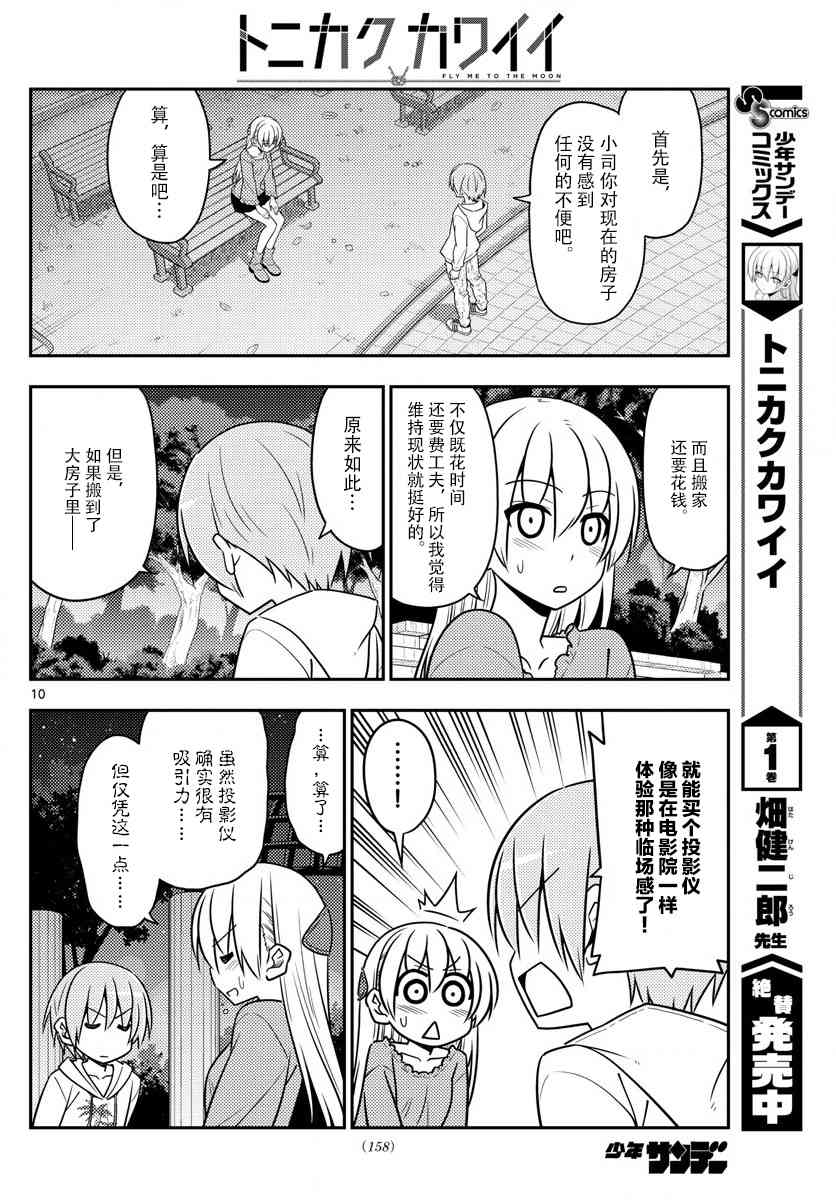 トニカクカワイイ
FLY ME TO THE MOON
首先是，
小司你对现在的房子
没有感到
任何的不便吧。
算，算是吧…
而且搬家
还要花钱。
不仅既花时间
还要费工夫，所以我觉得
维持现状就挺好的。
原来如此…
但是，
如果搬到了
大房子里——
10
就能买个投影仪
像是在电影院一样
体验那种临场感了！
……！
…算，算了…
虽然投影仪
确实很有
吸引力……
但仅凭这一点……
(158)
少年サンデー
S comics
少年サンデー
コミックス
トニカクカワイイ
第1巻
畑健二郎
はた けん じ ろう
先生
絶賛
発売中